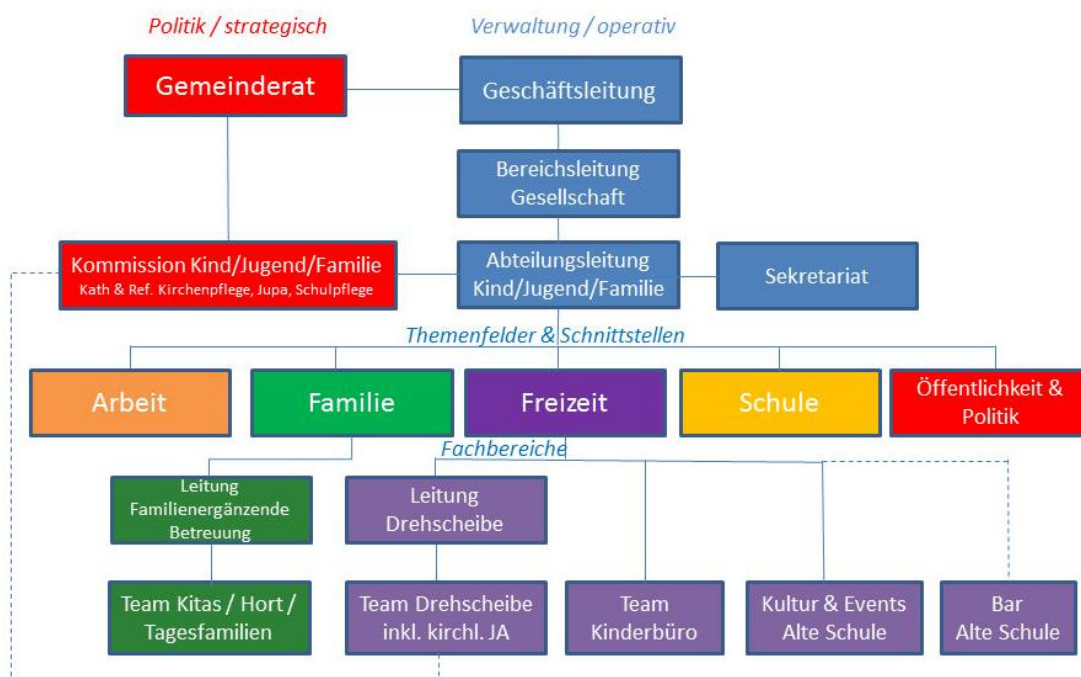 Politik / strategisch
Verwaltung / operativ
Gemeinderat
Geschäftsleitung
Bereichsleitung
Gesellschaft
Kommission Kind/Jugend/Familie
Kath & Ref. Kirchenpflege, Jupa, Schulpflege
Abteilungsleitung
Kind/Jugend/Familie
Sekretariat
Themenfelder & Schnittstellen
Arbeit
Familie
Freizeit
Schule
Öffentlichkeit &
Politik
Fachbereiche
Leitung
Familienergänzende
Betreuung
Leitung
Drehscheibe
Team Kitas / Hort /
Tagesfamilien
Team Drehscheibe
inkl. kirchl. JA
Team
Kinderbüro
Kultur & Events
Alte Schule
Bar
Alte Schule